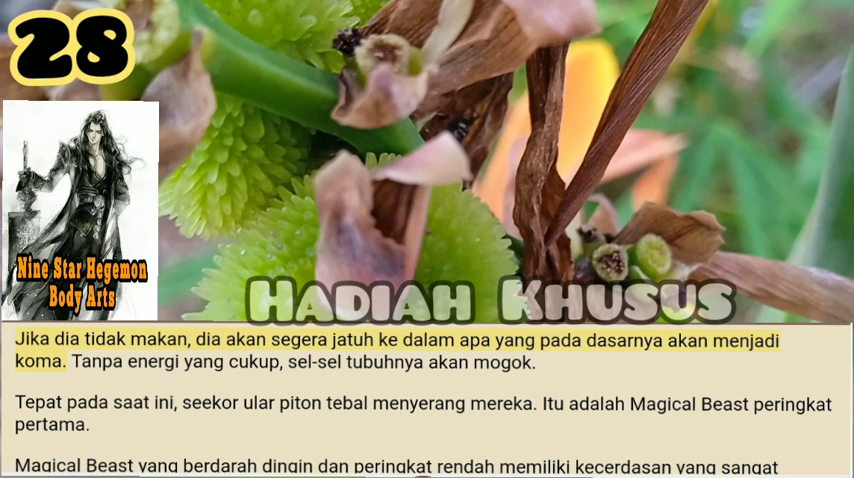 28
Nine Star Hegemon
Body Arts
Hadiah Khusus
Jika dia tidak makan, dia akan segera jatuh ke dalam apa yang pada dasarnya akan menjadi
koma. Tanpa energi yang cukup, sel-sel tubuhnya akan mogok.
Tepat pada saat ini, seekor ular piton tebal menyerang mereka. Itu adalah Magical Beast peringkat
pertama.
Magical Beast yang berdarah dingin dan peringkat rendah memiliki kecerdasan yang sangat